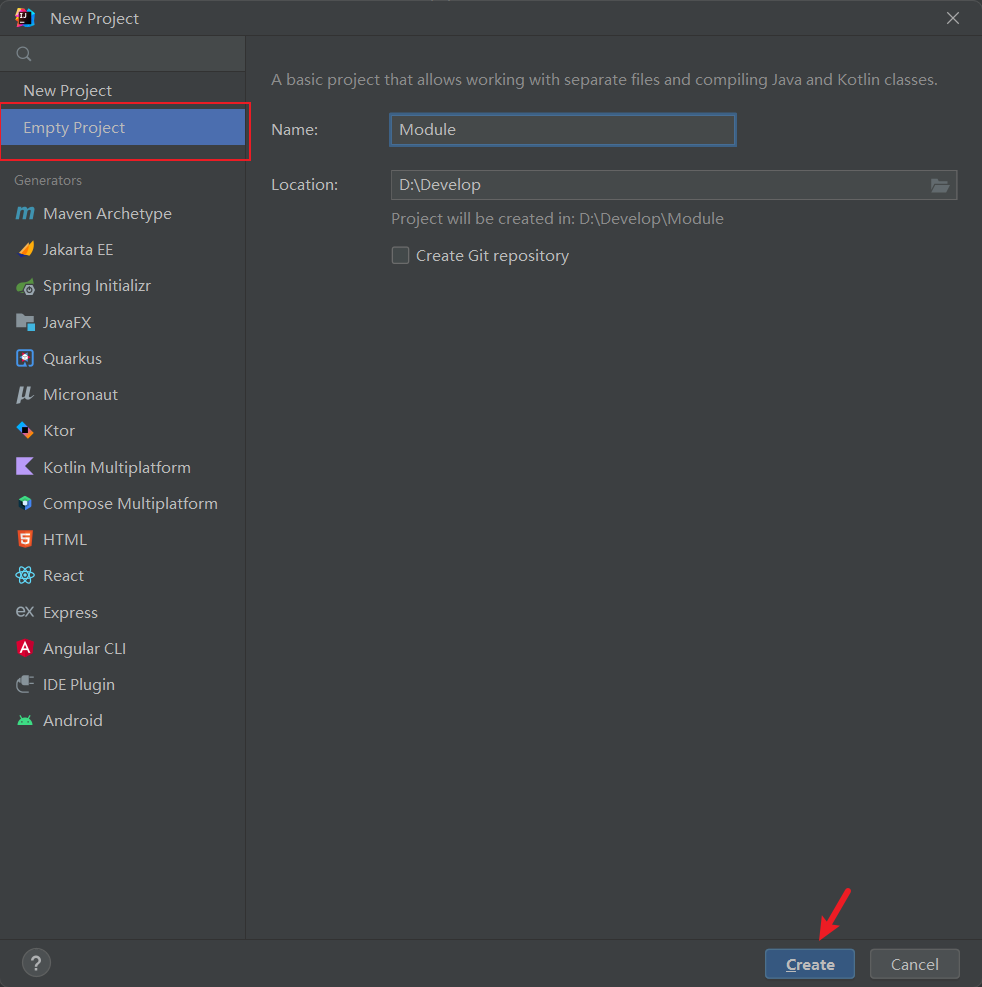 New Project
New Project
Empty Project
Generators
Maven Archetype
Jakarta EE
Spring Initializr
JavaFX
Quarkus
Micronaut
Ktor
Kotlin Multiplatform
Compose Multiplatform
HTML
React
ex Express
Angular CLI
IDE Plugin
Android
A basic project that allows working with separate files and compiling Java and Kotlin classes.
Name: Module
Location: D:\Develop
Project will be created in: D:\Develop\Module
Create Git repository
? Create Cancel